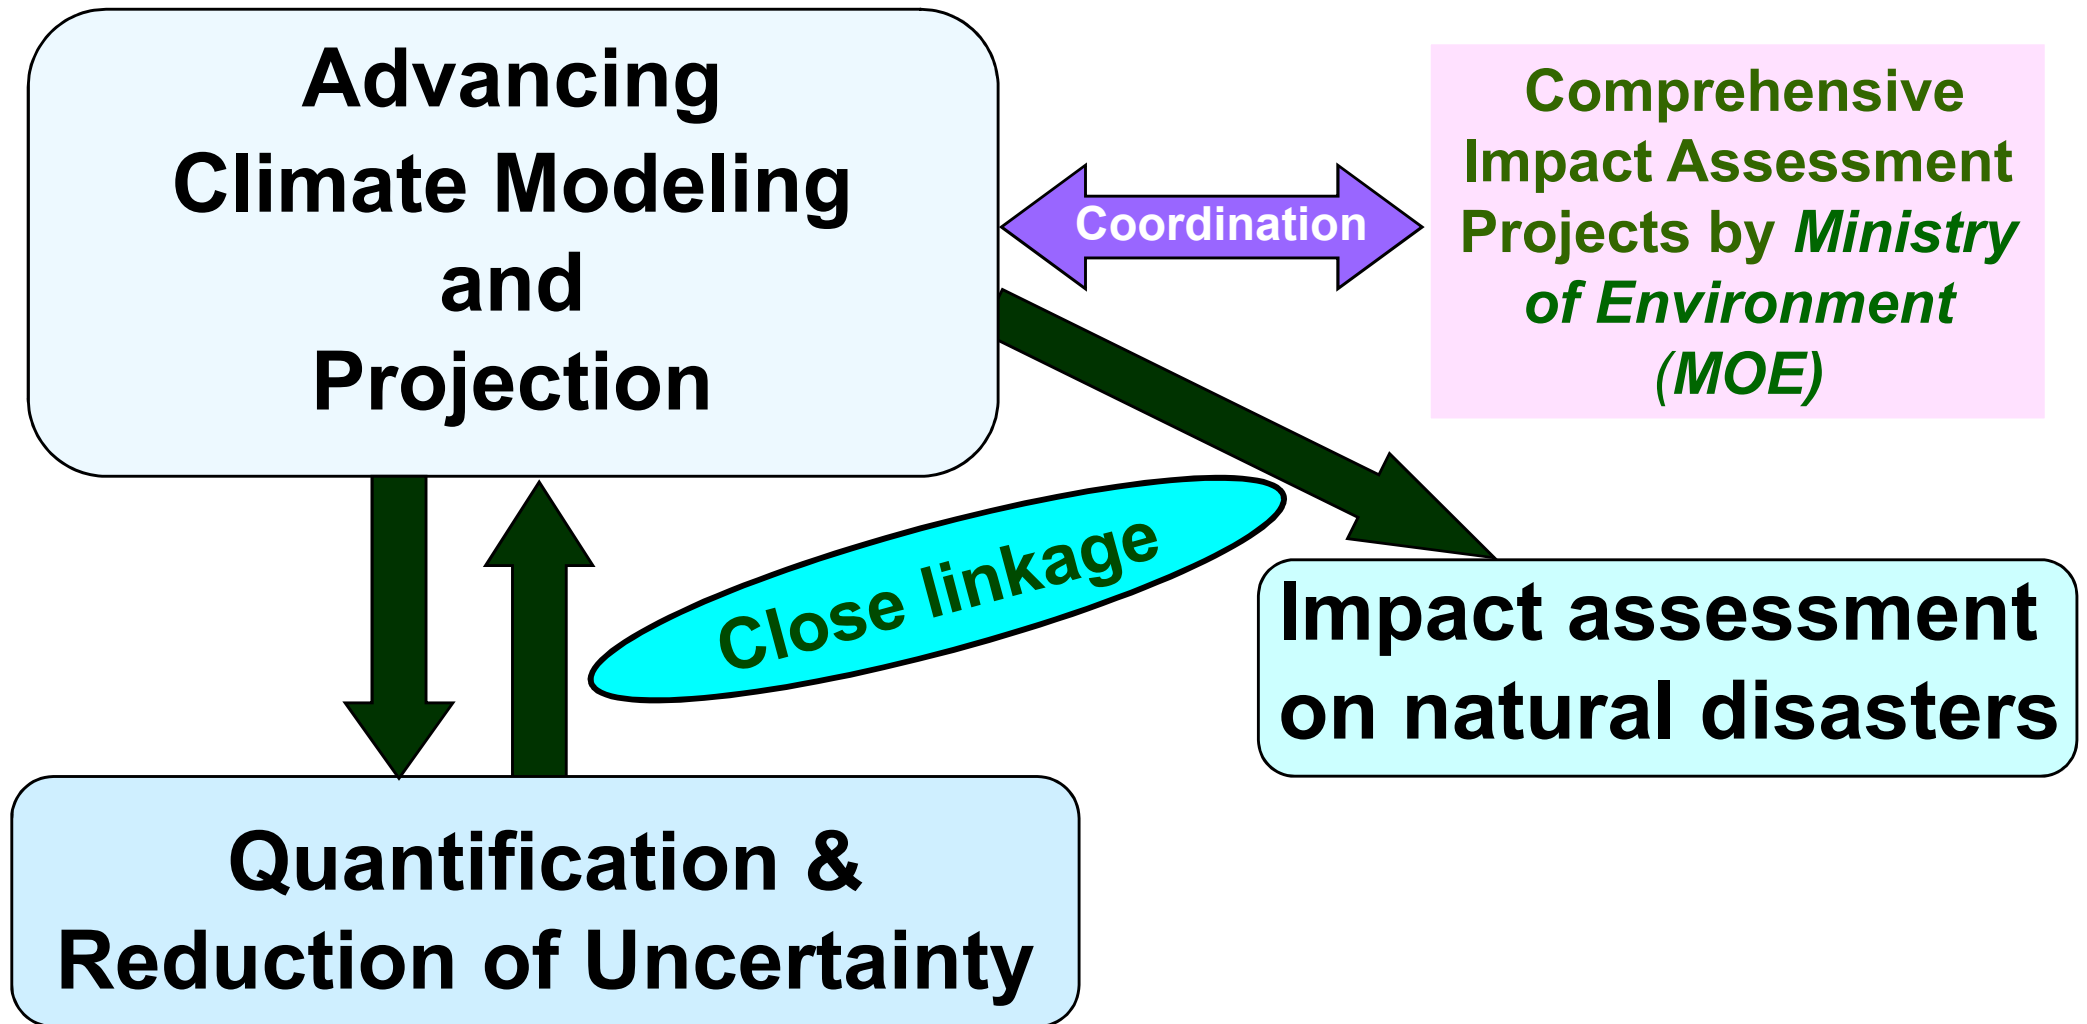 Advancing
Climate Modeling
and
Projection
Coordination
Comprehensive
Impact Assessment
Projects by Ministry
of Environment
(MOE)
Close linkage
Impact assessment
on natural disasters
Quantification &
Reduction of Uncertainty